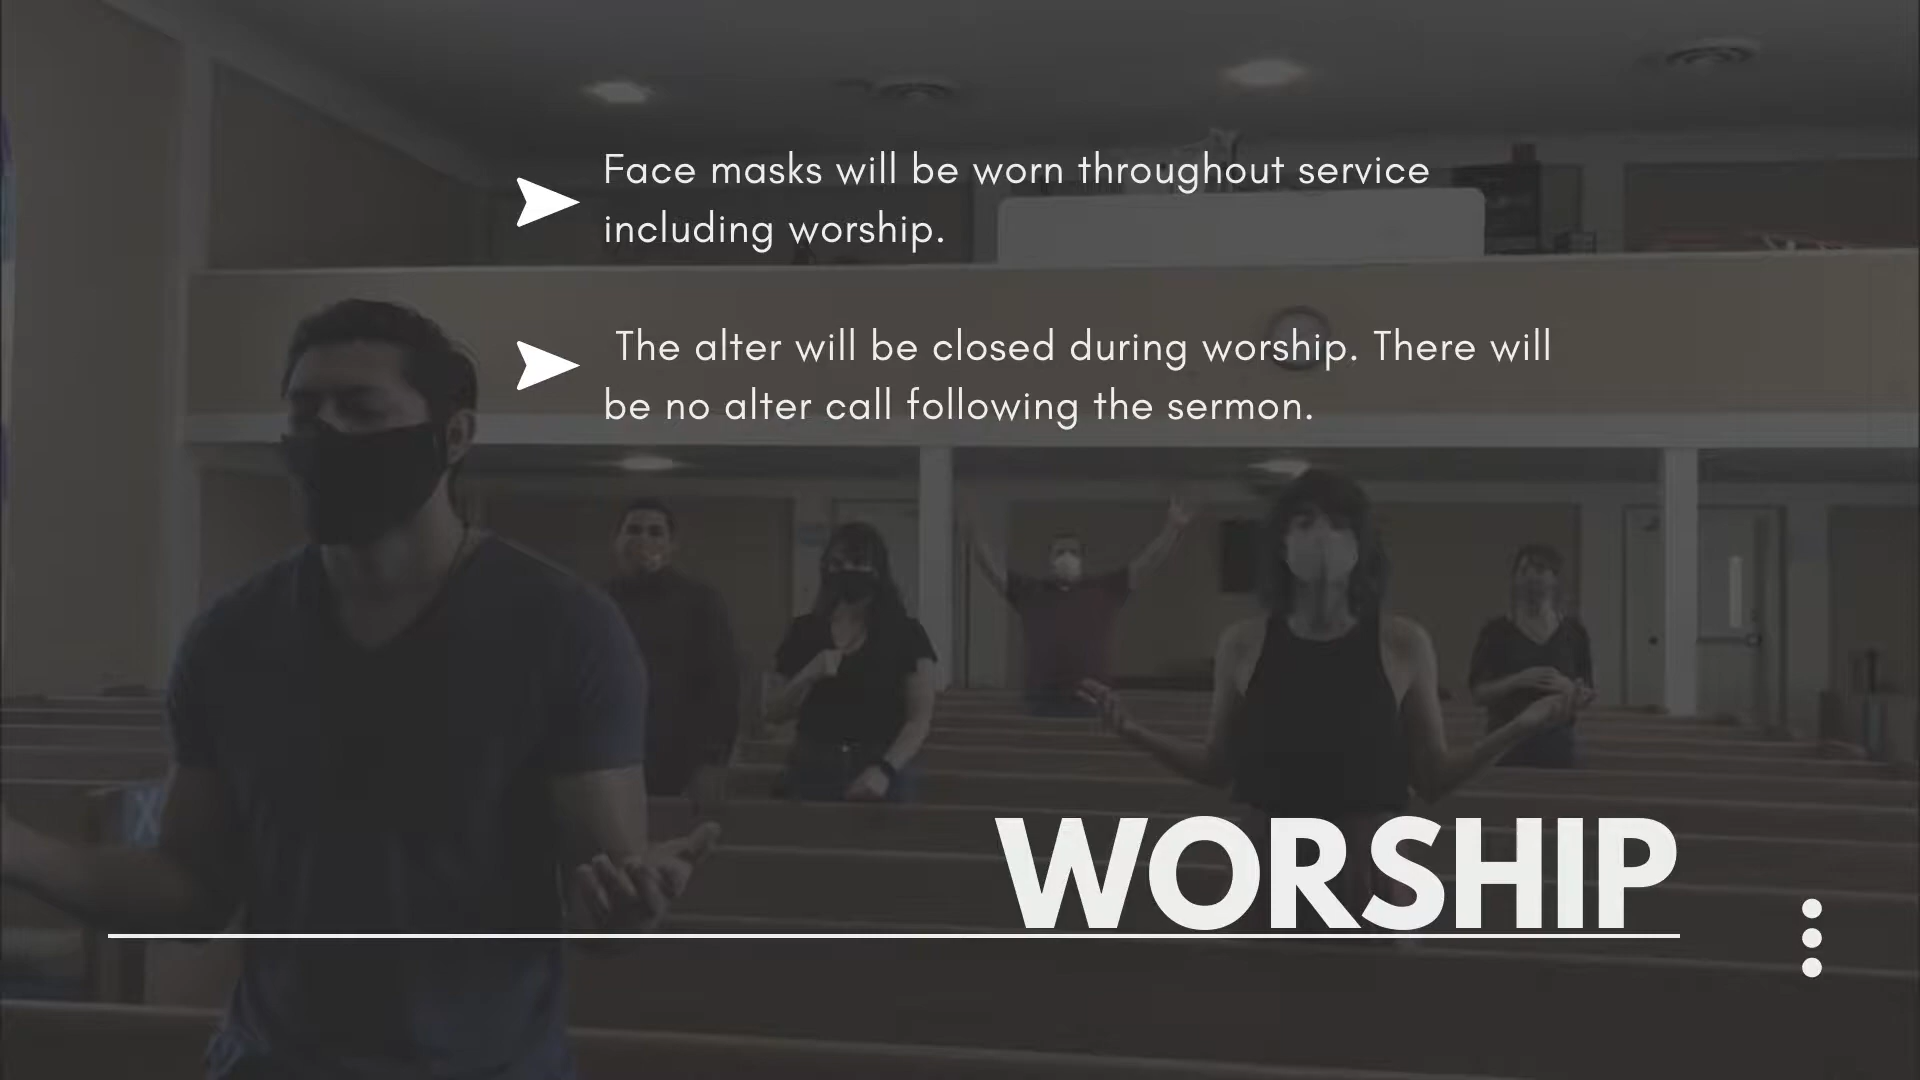 Face masks will be worn throughout service
including worship.
The alter will be closed during worship. There will
be no alter call following the sermon.
WORSHIP